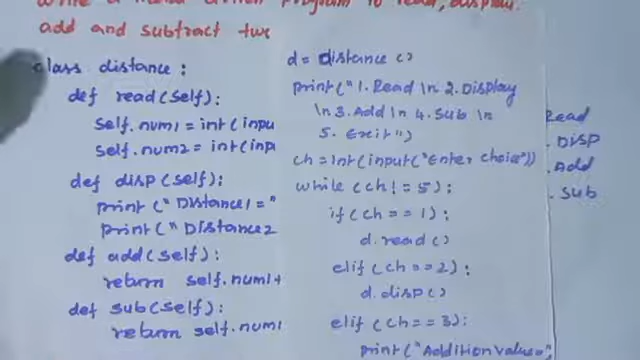 Write a menu driven program to read, display,
add and subtract two
class distance :
def read(self):
self.num1 = int(inpu
self.num2 = int(inp
def disp(self):
print("Distance1="
print("Distance2
def add(self):
return self.num1+
def sub(self):
return self.num1
d= distance()
print("1.Read\n 2.Display
\n3.Add\n 4.Sub\n
5. Exit")
ch=int(input("Enter choice"))
while (ch!=5):
if(ch==1):
d.read()
elif(ch==2):
d.disp()
elif(ch==3):
print("Addition Value="
Read
.Disp
.Add
.Sub